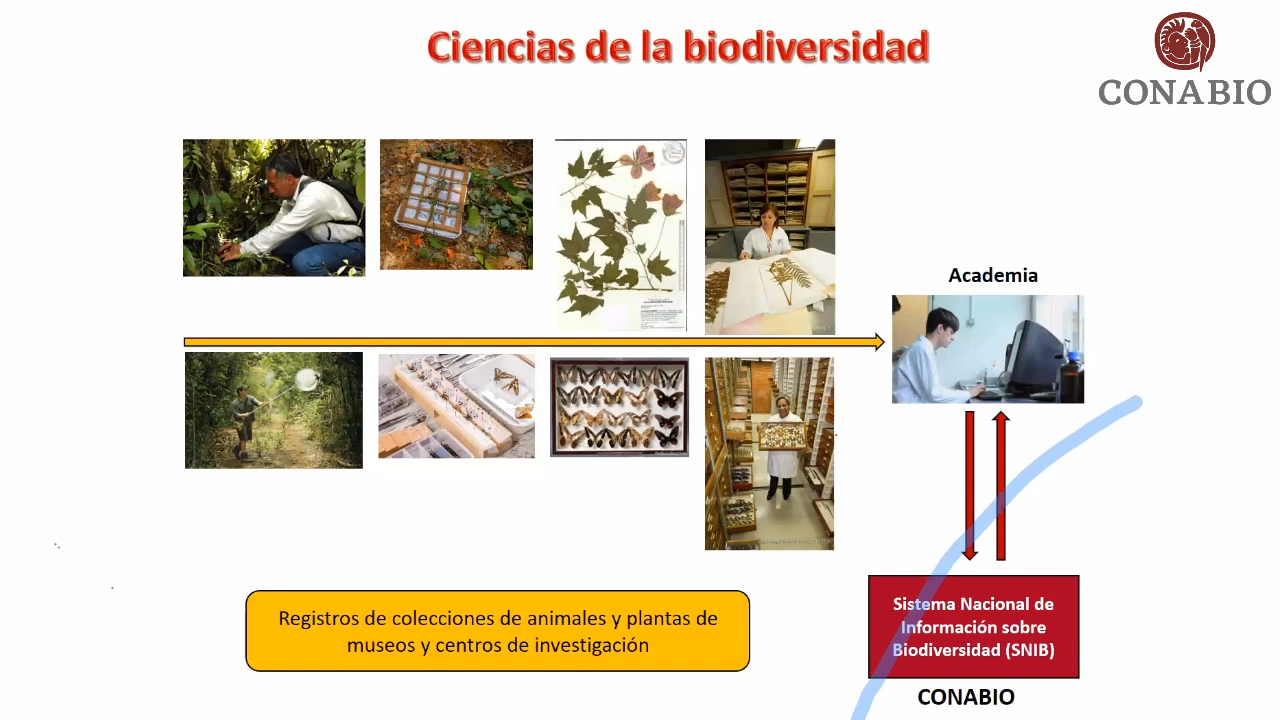 Ciencias de la biodiversidad
CONABIO
Academia
Registros de colecciones de animales y plantas de
museos y centros de investigación
Sistema Nacional de
Información sobre
Biodiversidad (SNIB)
CONABIO